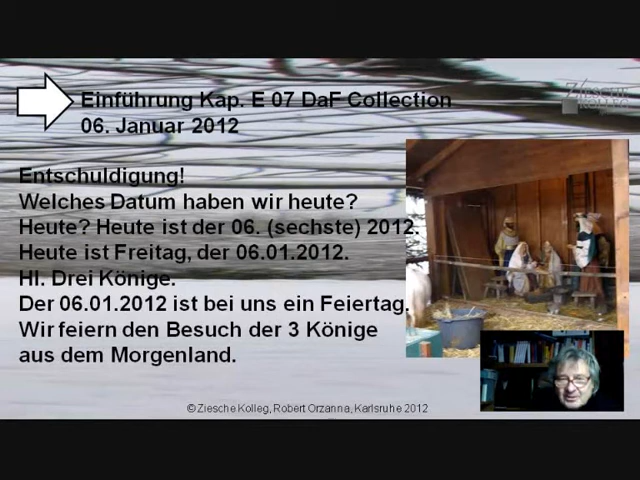 Einführung Kap. E 07 DaF Collection
06. Januar 2012
ZIESCHE
KOLLEG
Entschuldigung!
Welches Datum haben wir heute?
Heute? Heute ist der 06. (sechste) 2012.
Heute ist Freitag, der 06.01.2012.
Hl. Drei Könige.
Der 06.01.2012 ist bei uns ein Feiertag.
Wir feiern den Besuch der 3 Könige
aus dem Morgenland.
© Ziesche Kolleg, Robert Orzanna, Karlsruhe 2012